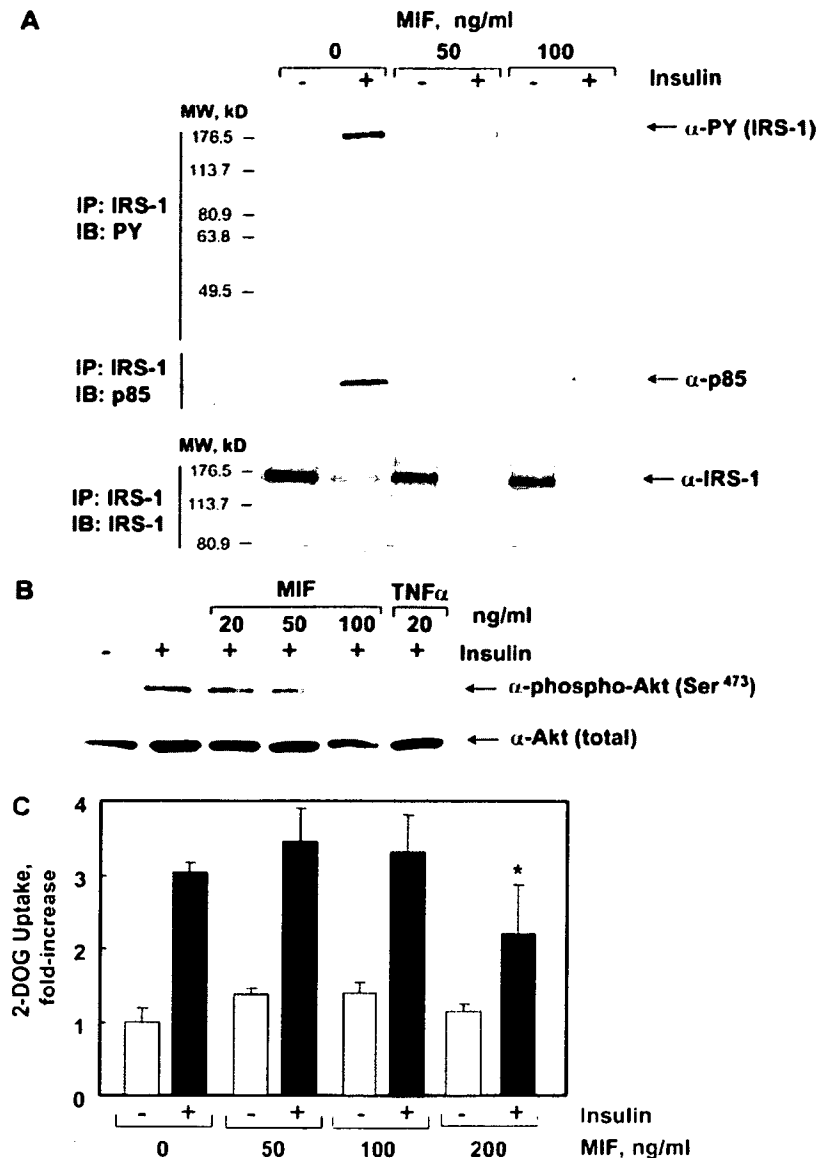 A
MIF, ng/ml
0 50 100
- + - + - + Insulin
MW, kD
176.5 –
113.7 –
80.9 –
63.8 –
49.5 –
IP: IRS-1
IB: PY
← α-PY (IRS-1)
IP: IRS-1
IB: p85
← α-p85
MW, kD
176.5 –
113.7 –
80.9 –
IP: IRS-1
IB: IRS-1
← α-IRS-1
B
MIF TNFα
20 50 100 20 ng/ml
- + + + + + Insulin
← α-phospho-Akt (Ser 473)
← α-Akt (total)
C
2-DOG Uptake,
fold-increase
4
3
2
1
0
*
- + - + - + - + Insulin
0 50 100 200 MIF, ng/ml